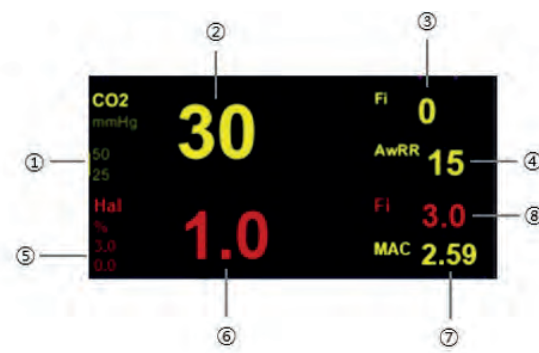 ② ③
CO2 Fi 0
mmHg 30
① 50 AwRR 15 ④
25
Hal Fi 3.0 ⑧
% 1.0
⑤ 3.0 MAC 2.59
0.0
⑥ ⑦